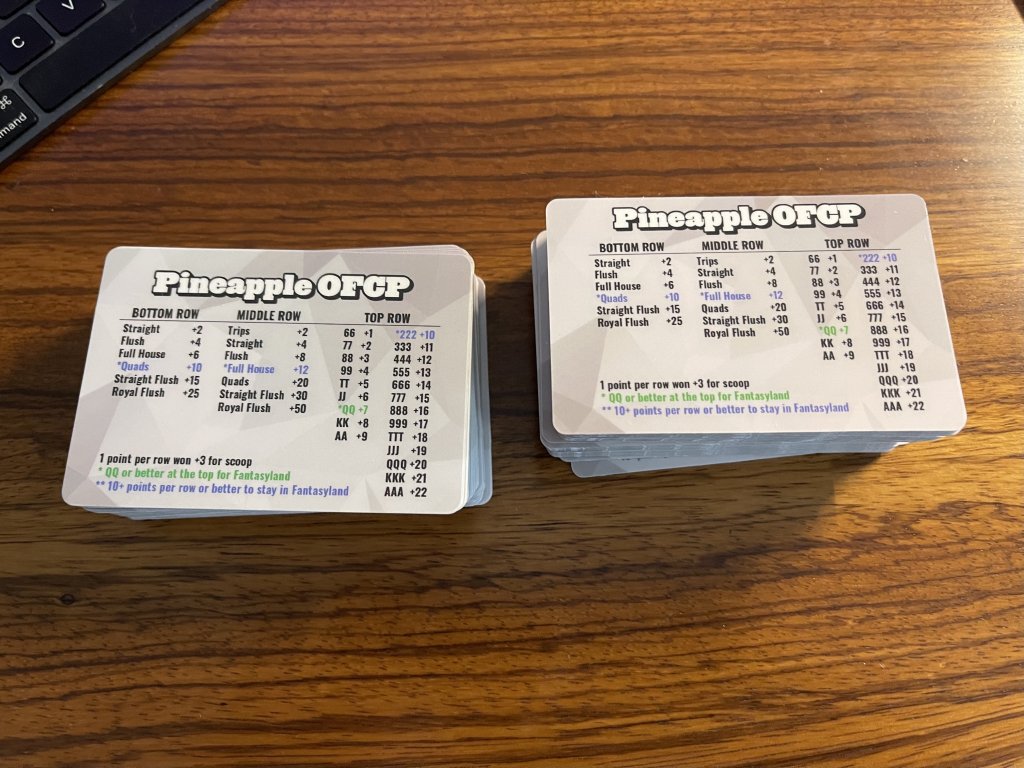 C
V
⌘
mand
Pineapple OFCP
BOTTOM ROW MIDDLE ROW TOP ROW
Straight +2 Trips +2 66 +1 *222 +10
Flush +4 Straight +4 77 +2 333 +11
Full House +6 Flush +8 88 +3 444 +12
*Quads +10 *Full House +12 99 +4 555 +13
Straight Flush +15 Quads +20 TT +5 666 +14
Royal Flush +25 Straight Flush +30 JJ +6 777 +15
Royal Flush +50 *QQ +7 888 +16
KK +8 999 +17
AA +9 TTT +18
JJJ +19
1 point per row won +3 for scoop QQQ +20
* QQ or better at the top for Fantasyland KKK +21
** 10+ points per row or better to stay in Fantasyland AAA +22
Pineapple OFCP
BOTTOM ROW MIDDLE ROW TOP ROW
Straight +2 Trips +2 66 +1 *222 +10
Flush +4 Straight +4 77 +2 333 +11
Full House +6 Flush +8 88 +3 444 +12
*Quads +10 *Full House +12 99 +4 555 +13
Straight Flush +15 Quads +20 TT +5 666 +14
Royal Flush +25 Straight Flush +30 JJ +6 777 +15
Royal Flush +50 *QQ +7 888 +16
KK +8 999 +17
AA +9 TTT +18
JJJ +19
1 point per row won +3 for scoop QQQ +20
* QQ or better at the top for Fantasyland KKK +21
** 10+ points per row or better to stay in Fantasyland AAA +22